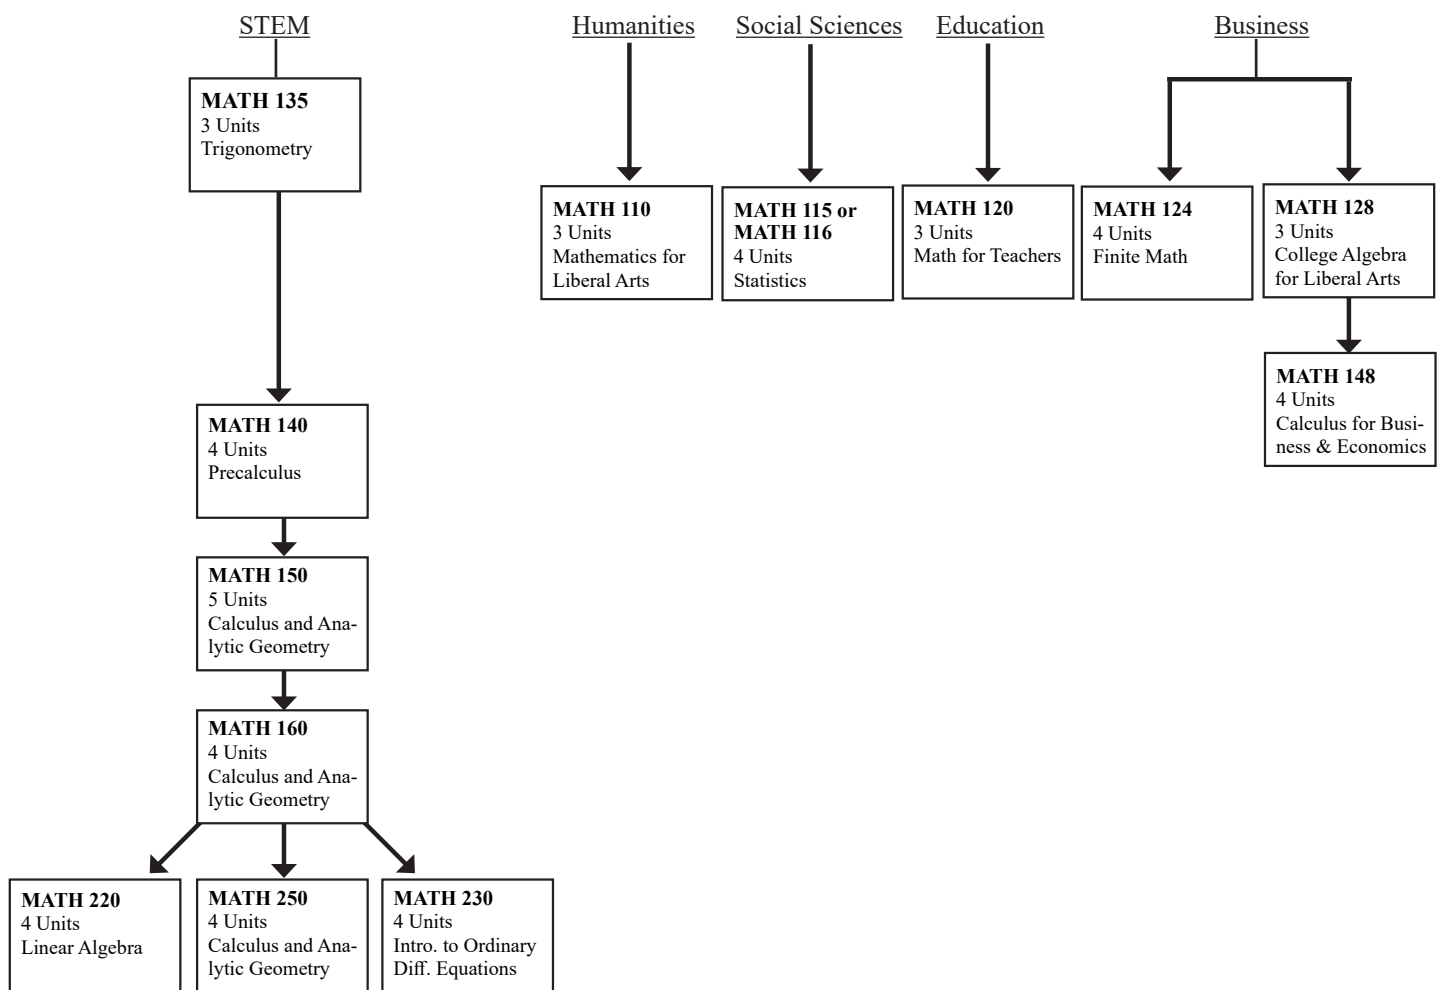 STEM
Humanities
Social Sciences
Education
Business
MATH 135
3 Units
Trigonometry
MATH 110
3 Units
Mathematics for
Liberal Arts
MATH 115 or
MATH 116
4 Units
Statistics
MATH 120
3 Units
Math for Teachers
MATH 124
4 Units
Finite Math
MATH 128
3 Units
College Algebra
for Liberal Arts
MATH 148
4 Units
Calculus for Busi-
ness & Economics
MATH 140
4 Units
Precalculus
MATH 150
5 Units
Calculus and Ana-
lytic Geometry
MATH 160
4 Units
Calculus and Ana-
lytic Geometry
MATH 220
4 Units
Linear Algebra
MATH 250
4 Units
Calculus and Ana-
lytic Geometry
MATH 230
4 Units
Intro. to Ordinary
Diff. Equations